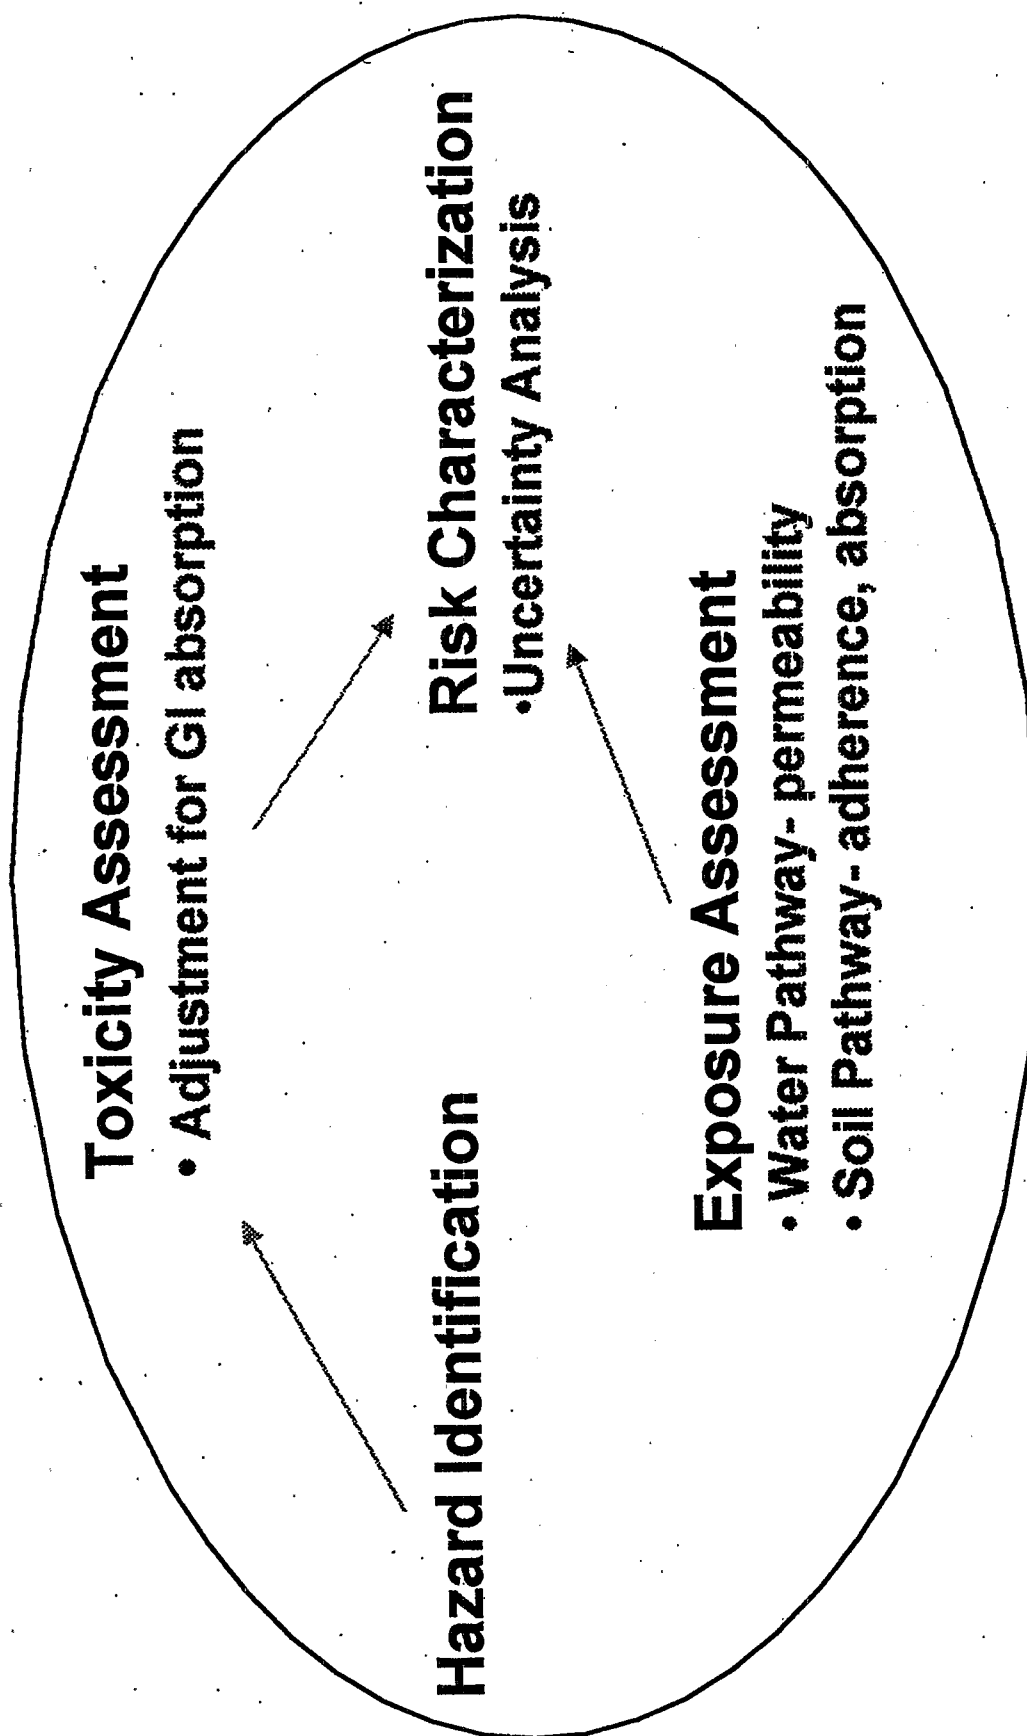 Toxicity Assessment
• Adjustment for GI absorption
Hazard Identification
Risk Characterization
•Uncertainty Analysis
Exposure Assessment
• Water Pathway- permeability
• Soil Pathway- adherence, absorption